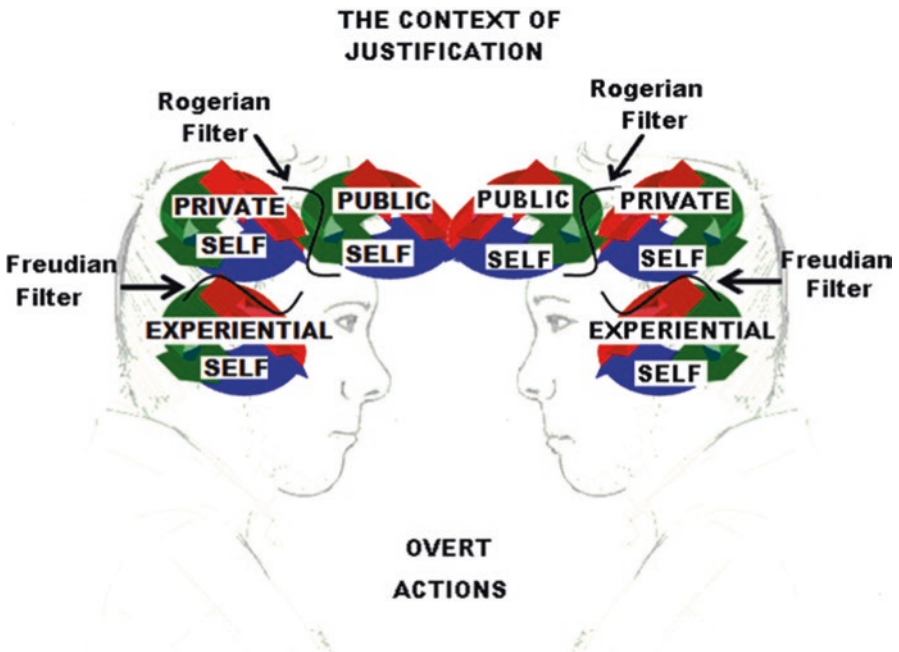 THE CONTEXT OF
JUSTIFICATION
Rogerian
Filter
Rogerian
Filter
PRIVATE
SELF
PUBLIC
SELF
PUBLIC
SELF
PRIVATE
SELF
Freudian
Filter
Freudian
Filter
EXPERIENTIAL
SELF
EXPERIENTIAL
SELF
OVERT
ACTIONS